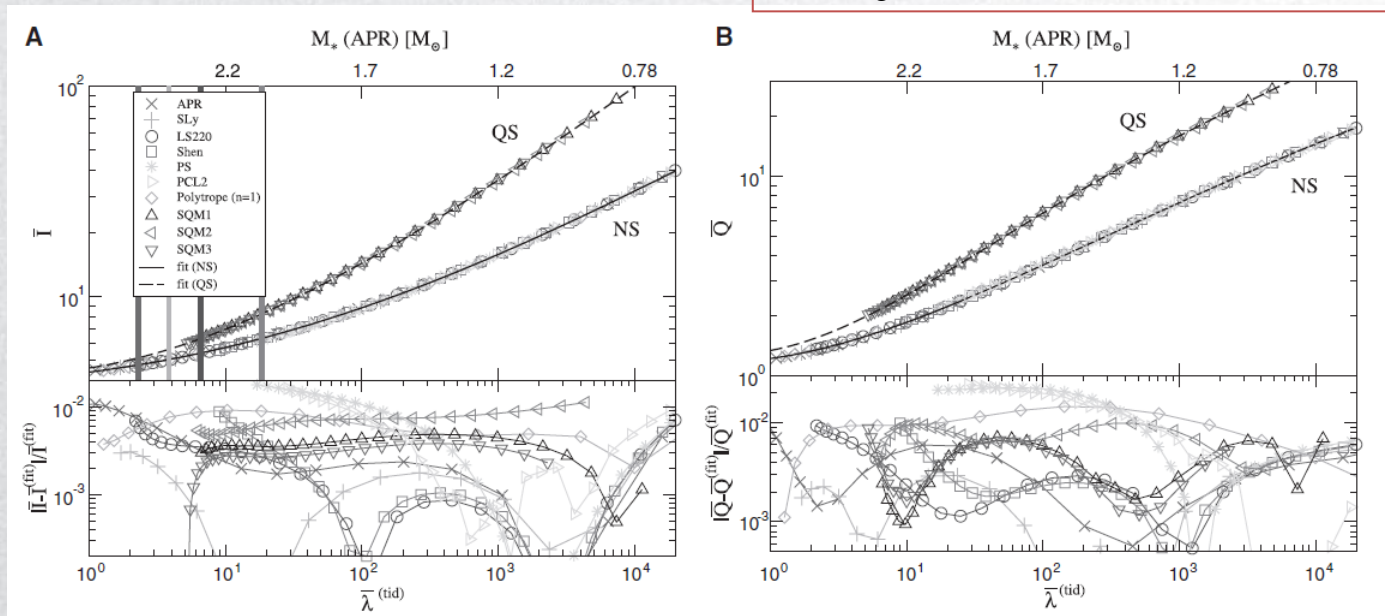 A
M* (APR) [M⊙]
2.2 1.7 1.2 0.78
10²
10¹
Ī
APR
SLy
LS220
Shen
PS
PCL2
Polytrope (n=1)
SQM1
SQM2
SQM3
fit (NS)
fit (QS)
QS
NS
10⁻²
10⁻³
|Ī-Ī^(fit)|/Ī^(fit)
10⁰ 10¹ 10² 10³ 10⁴
λ̄^(tid)
B
M* (APR) [M⊙]
2.2 1.7 1.2 0.78
10¹
10⁰
Q̄
QS
NS
10⁻²
10⁻³
|Q̄-Q̄^(fit)|/Q̄^(fit)
10⁰ 10¹ 10² 10³ 10⁴
λ̄^(tid)